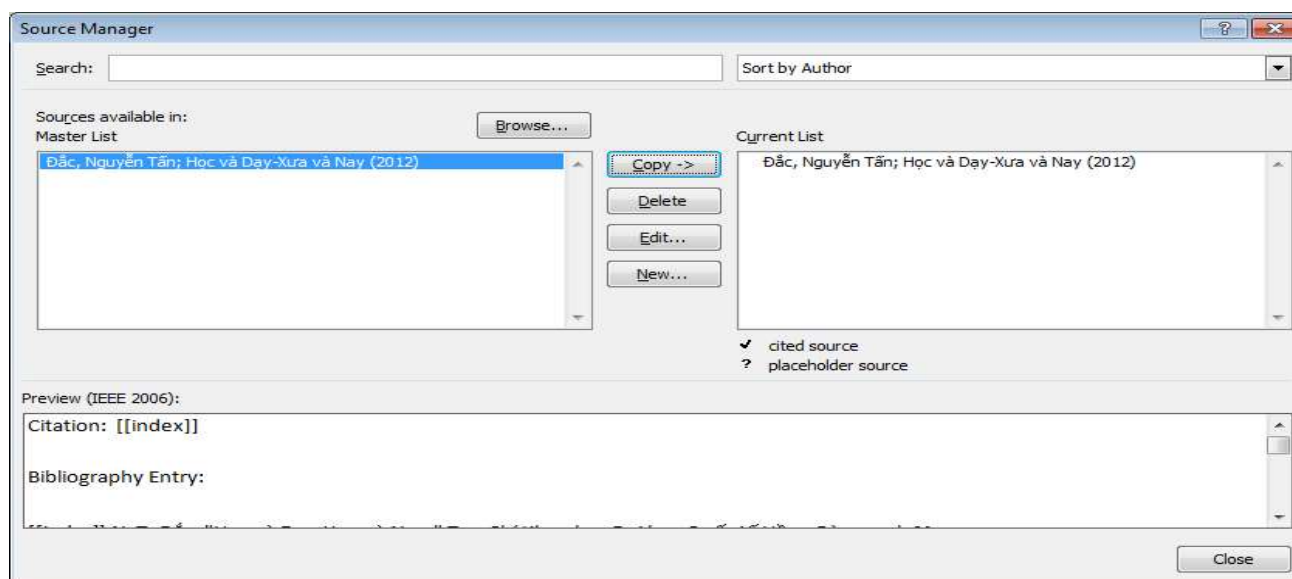 Source Manager
Search:
Sort by Author
Sources available in:
Master List
Browse...
Current List
Đắc, Nguyễn Tấn; Học và Dạy-Xưa và Nay (2012)
Copy ->
Delete
Edit...
New...
Đắc, Nguyễn Tấn; Học và Dạy-Xưa và Nay (2012)
✔ cited source
? placeholder source
Preview (IEEE 2006):
Citation: [[index]]
Bibliography Entry:
Close